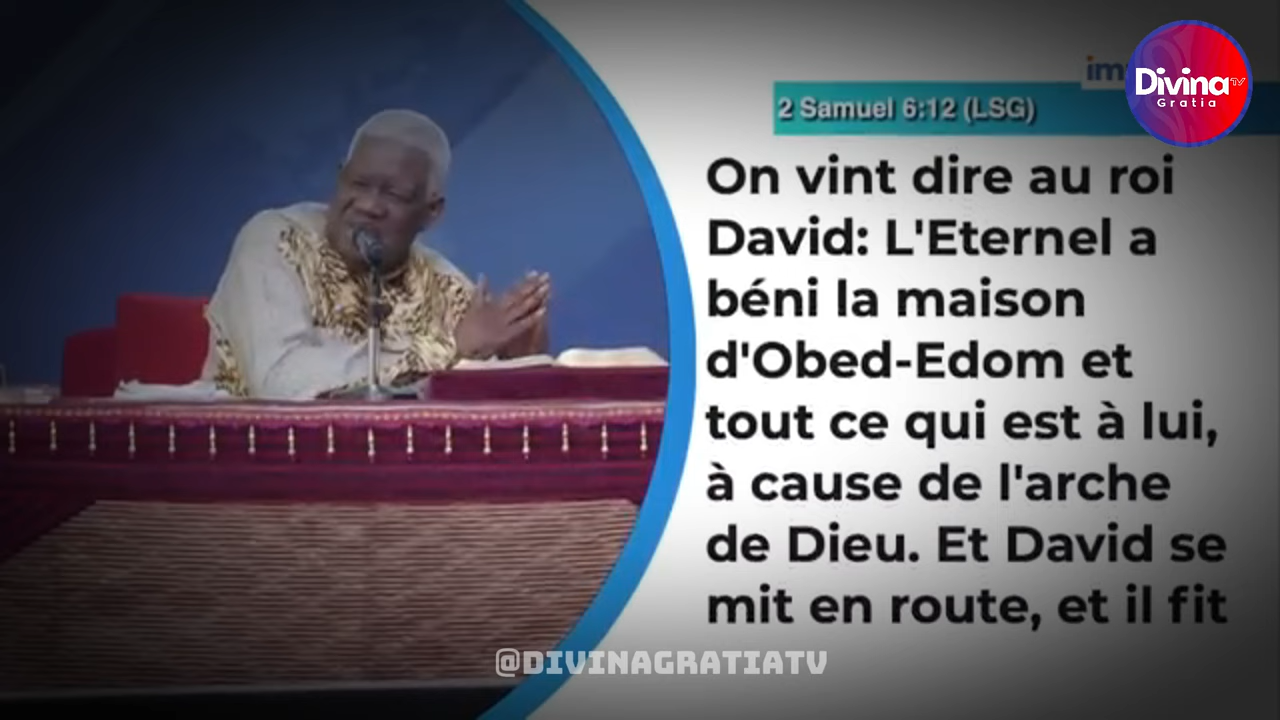 Divina TV
Gratia
2 Samuel 6:12 (LSG)
On vint dire au roi
David: L'Eternel a
béni la maison
d'Obed-Edom et
tout ce qui est à lui,
à cause de l'arche
de Dieu. Et David se
mit en route, et il fit
@DIVINAGRATIATV